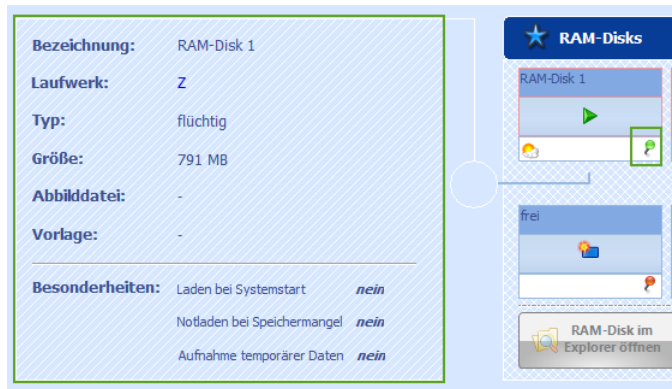 Bezeichnung: RAM-Disk 1
Laufwerk: Z
Typ: flüchtig
Größe: 791 MB
Abbilddatei: -
Vorlage: -
Besonderheiten: Laden bei Systemstart nein
Notladen bei Speichermangel nein
Aufnahme temporärer Daten nein
RAM-Disks
RAM-Disk 1
frei
RAM-Disk im
Explorer öffnen